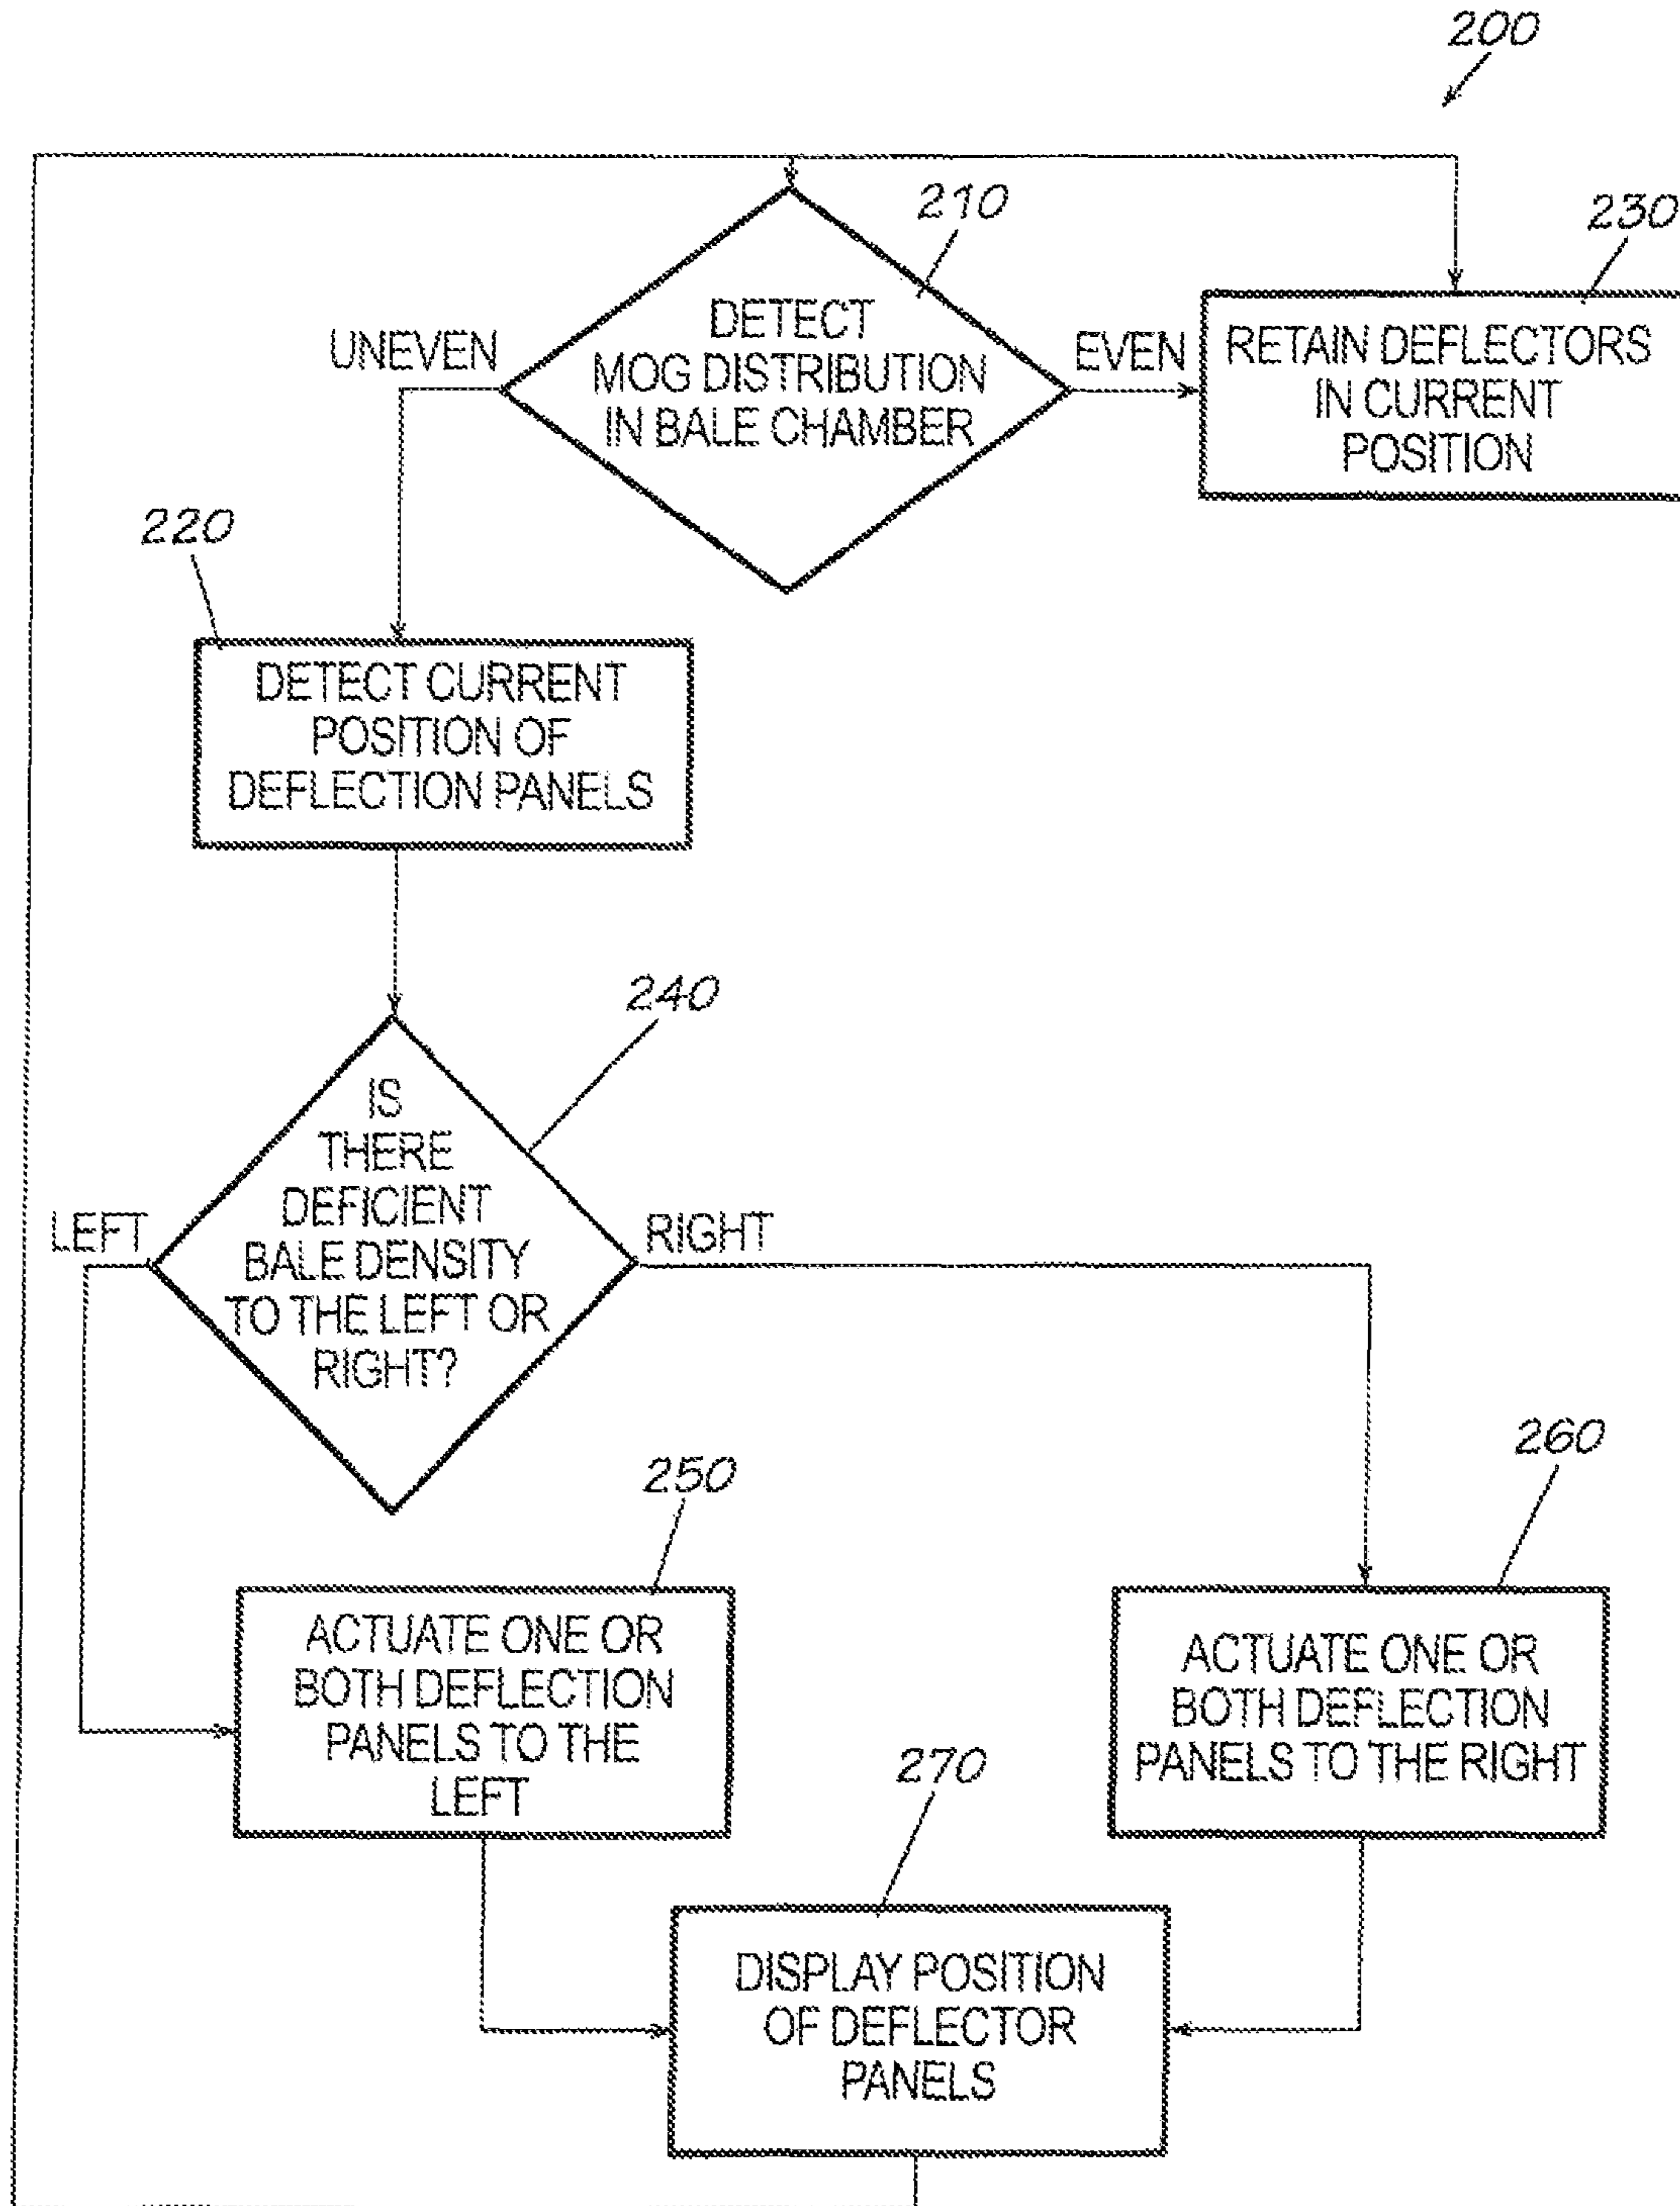 200
210
230
DETECT
MOG DISTRIBUTION
IN BALE CHAMBER
UNEVEN
EVEN
RETAIN DEFLECTORS
IN CURRENT
POSITION
220
DETECT CURRENT
POSITION OF
DEFLECTION PANELS
240
IS
THERE
DEFICIENT
BALE DENSITY
TO THE LEFT OR
RIGHT?
LEFT
RIGHT
250
260
ACTUATE ONE OR
BOTH DEFLECTION
PANELS TO THE
LEFT
ACTUATE ONE OR
BOTH DEFLECTION
PANELS TO THE RIGHT
270
DISPLAY POSITION
OF DEFLECTOR
PANELS